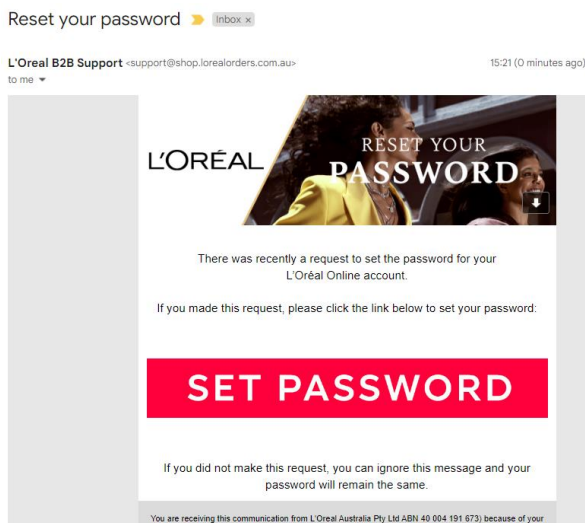 Reset your password
Inbox x
L'Oreal B2B Support <support@shop.lorealorders.com.au>
15:21 (0 minutes ago)
to me
L'ORÉAL
RESET YOUR
PASSWORD
There was recently a request to set the password for your
L'Oréal Online account.
If you made this request, please click the link below to set your password:
SET PASSWORD
If you did not make this request, you can ignore this message and your
password will remain the same.
You are receiving this communication from L'Oreal Australia Pty Ltd ABN 40 004 191 673) because of your